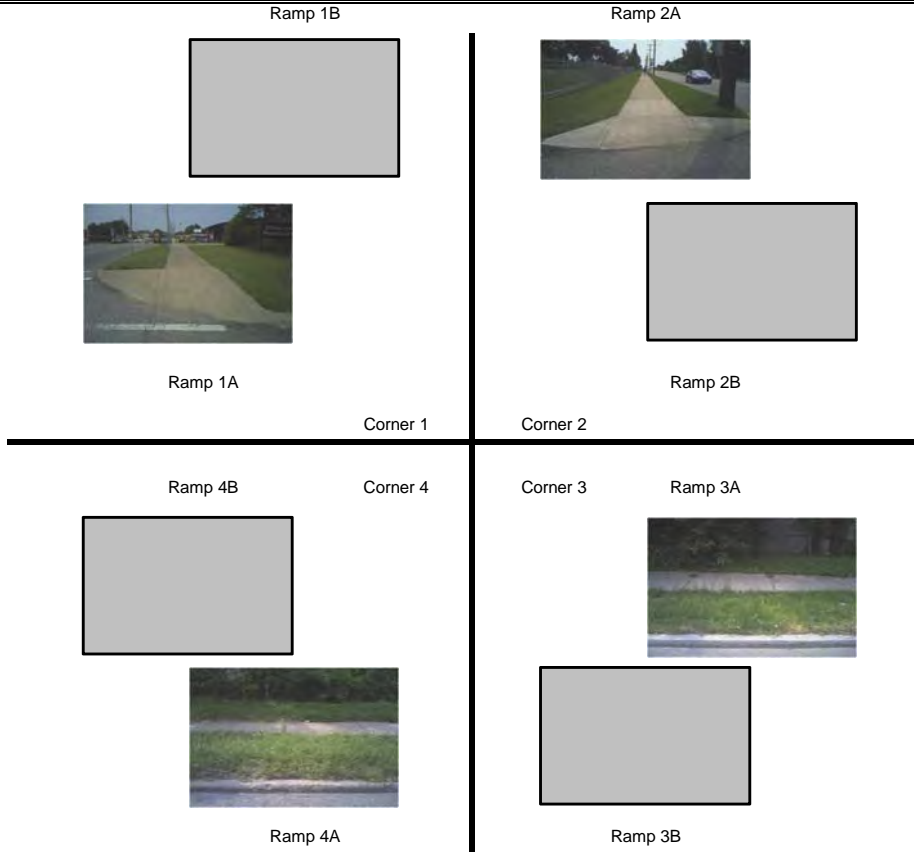 Ramp 1B
Ramp 2A
Ramp 1A
Ramp 2B
Corner 1
Corner 2
Ramp 4B
Corner 4
Corner 3
Ramp 3A
Ramp 4A
Ramp 3B